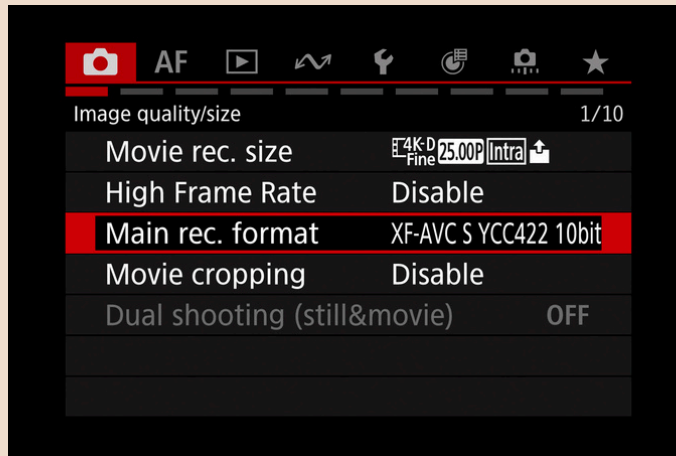 AF
Image quality/size 1/10
Movie rec. size 4K-D Fine 25.00P Intra
High Frame Rate Disable
Main rec. format XF-AVC S YCC422 10bit
Movie cropping Disable
Dual shooting (still&movie) OFF